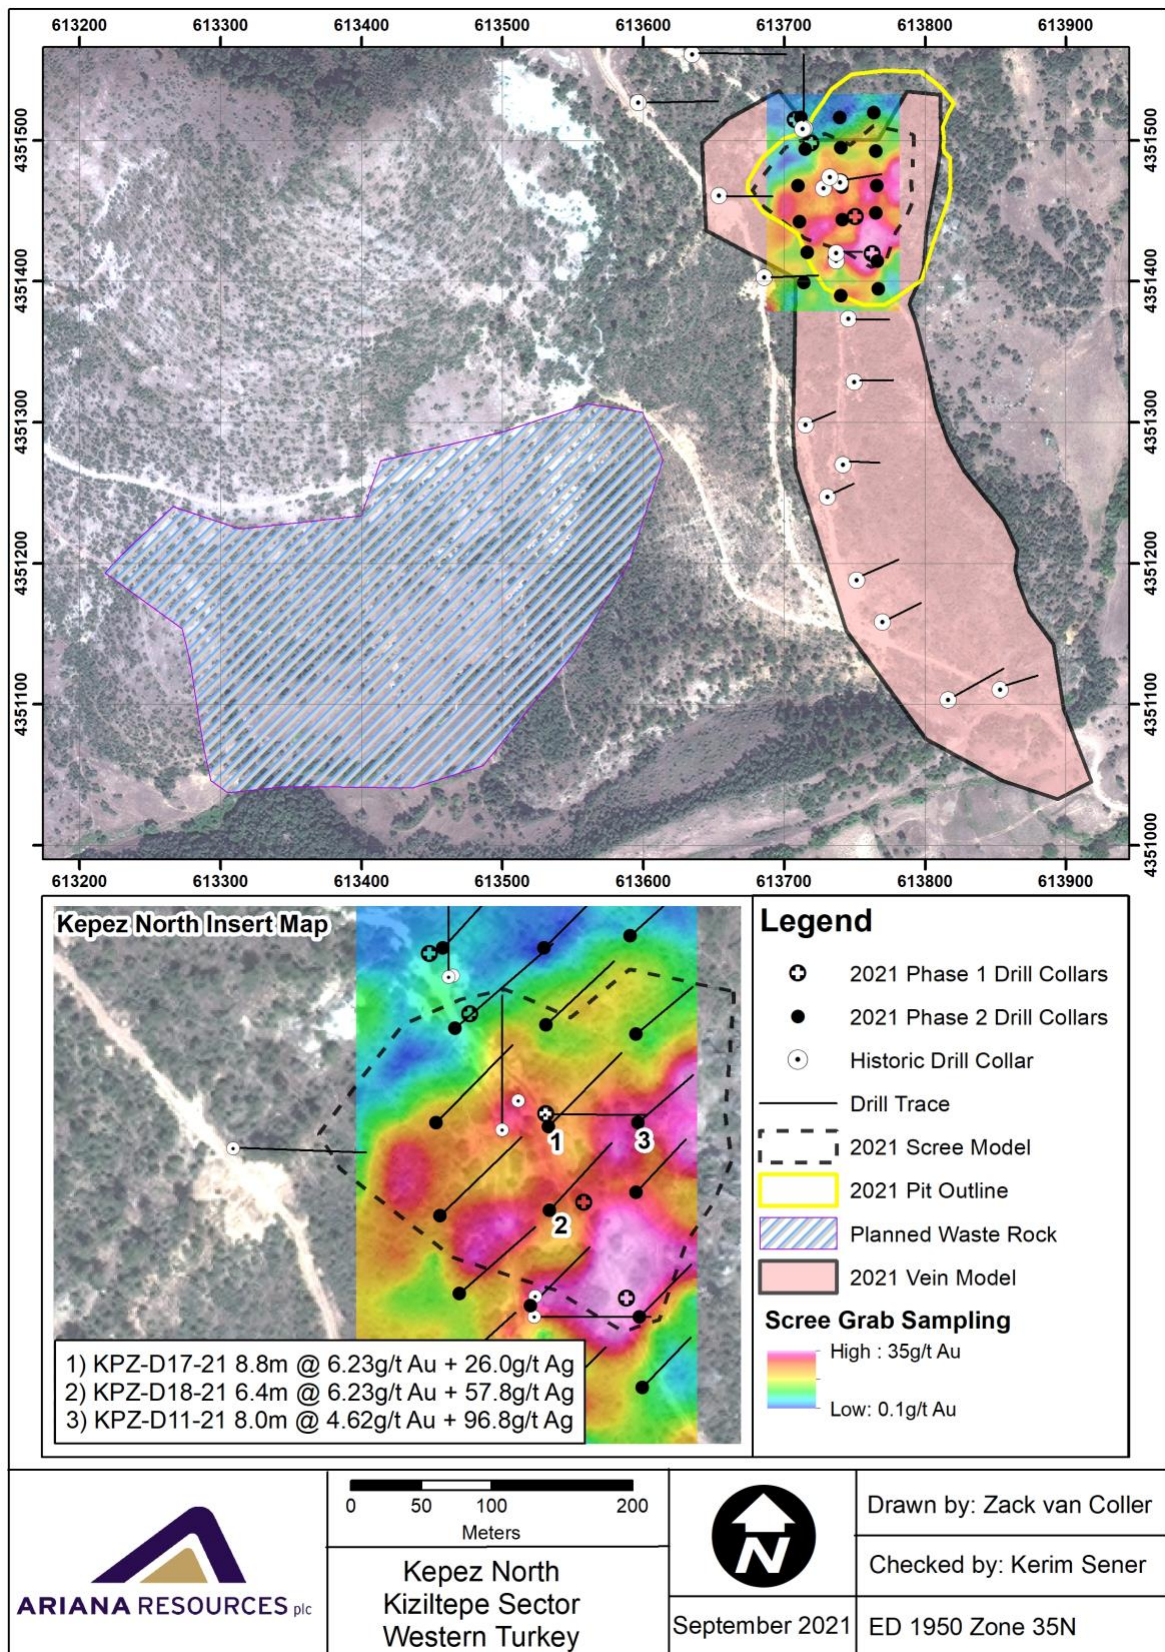 613200 613300 613400 613500 613600 613700 613800 613900
4351500 4351500
4351400 4351400
4351300 4351300
4351200 4351200
4351100 4351100
4351000 4351000
613200 613300 613400 613500 613600 613700 613800 613900
Kepez North Insert Map
1
3
2
1) KPZ-D17-21 8.8m @ 6.23g/t Au + 26.0g/t Ag
2) KPZ-D18-21 6.4m @ 6.23g/t Au + 57.8g/t Ag
3) KPZ-D11-21 8.0m @ 4.62g/t Au + 96.8g/t Ag
Legend
2021 Phase 1 Drill Collars
2021 Phase 2 Drill Collars
Historic Drill Collar
Drill Trace
2021 Scree Model
2021 Pit Outline
Planned Waste Rock
2021 Vein Model
Scree Grab Sampling
High : 35g/t Au
Low: 0.1g/t Au
ARIANA RESOURCES plc
0 50 100 200
Meters
Kepez North
Kiziltepe Sector
Western Turkey
N
September 2021
Drawn by: Zack van Coller
Checked by: Kerim Sener
ED 1950 Zone 35N